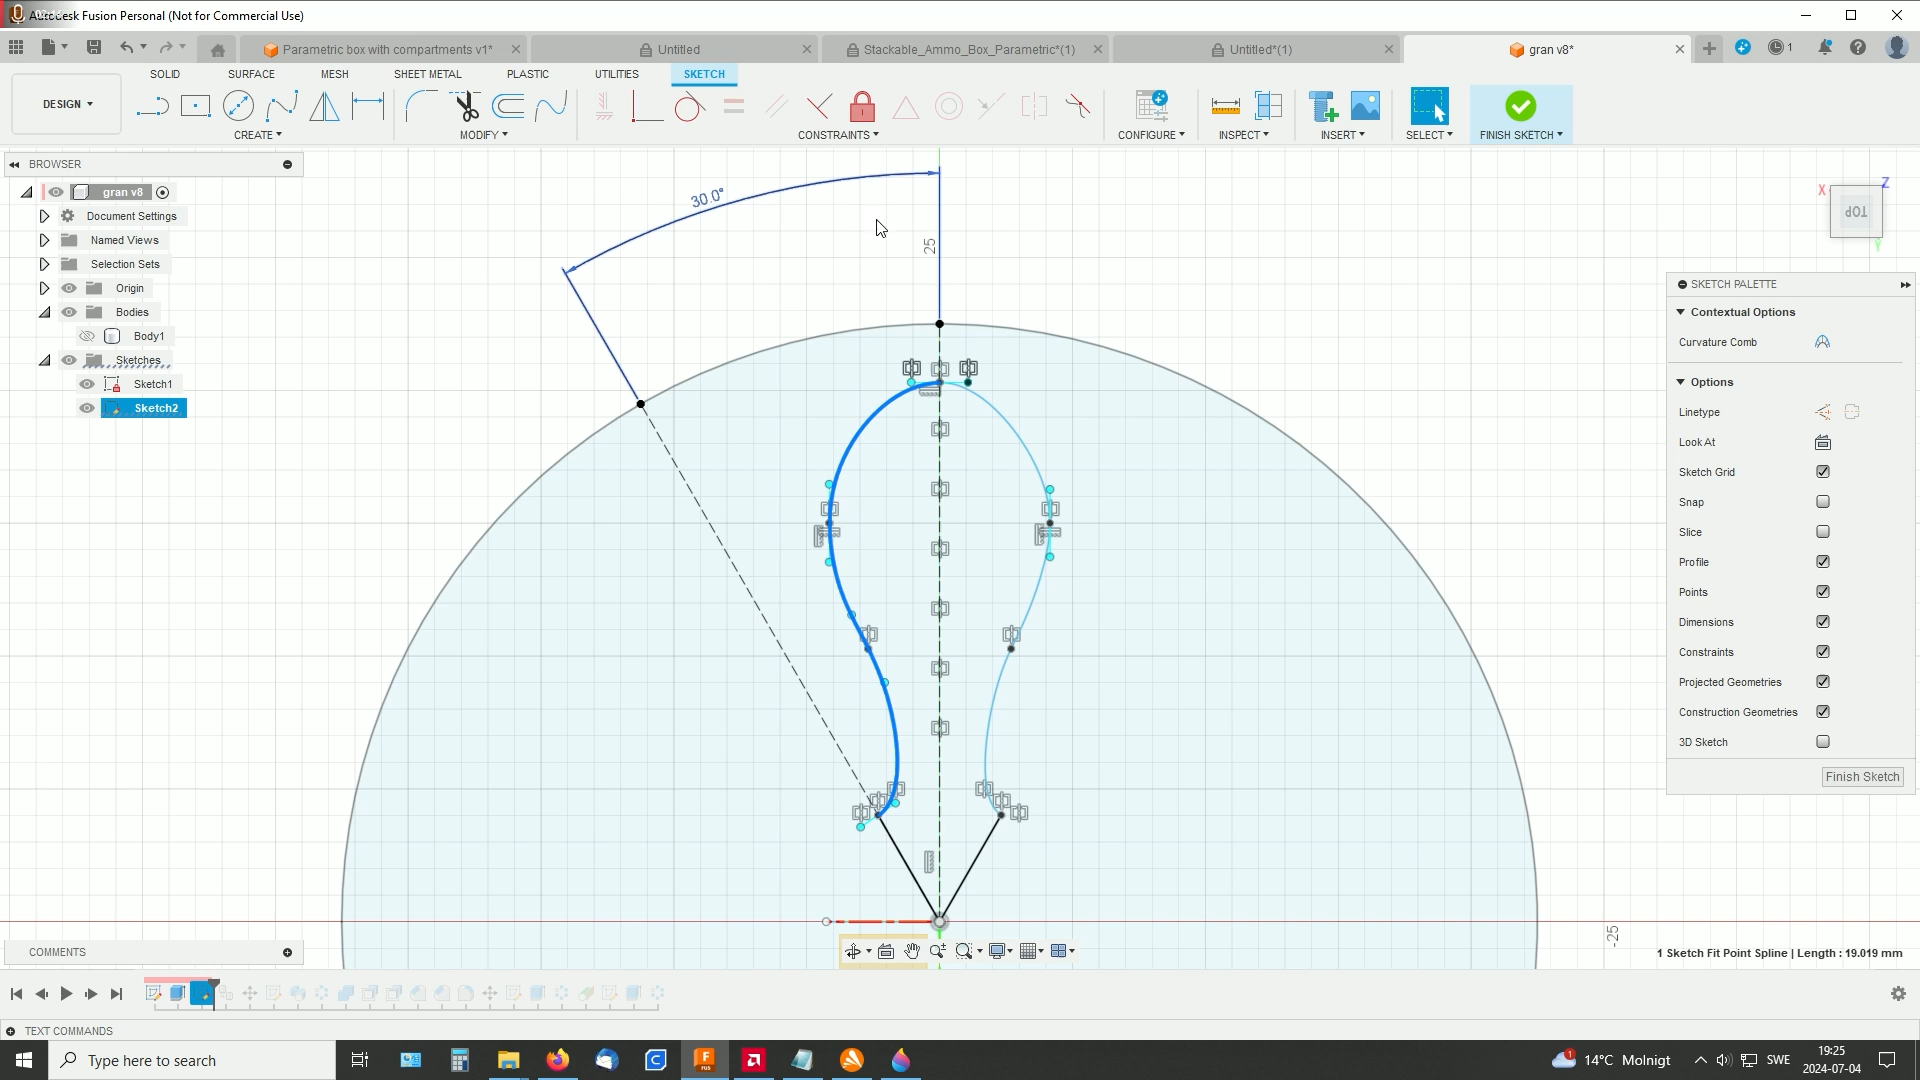 Autodesk Fusion Personal (Not for Commercial Use)
Parametric box with compartments v1*
Untitled
Stackable_Ammo_Box_Parametric*(1)
Untitled*(1)
gran v8*
1
SOLID
SURFACE
MESH
SHEET METAL
PLASTIC
UTILITIES
SKETCH
DESIGN
CREATE
MODIFY
CONSTRAINTS
CONFIGURE
INSPECT
INSERT
SELECT
FINISH SKETCH
BROWSER
gran v8
Document Settings
Named Views
Selection Sets
Origin
Bodies
Body1
Sketches
Sketch1
Sketch2
30.0°
25
-25
X
Z
TOP
Y
SKETCH PALETTE
Contextual Options
Curvature Comb
Options
Linetype
Look At
Sketch Grid
Snap
Slice
Profile
Points
Dimensions
Constraints
Projected Geometries
Construction Geometries
3D Sketch
Finish Sketch
COMMENTS
1 Sketch Fit Point Spline | Length : 19.019 mm
TEXT COMMANDS
Type here to search
F
FUS
1
14°C Molnigt
SWE
19:25
2024-07-04